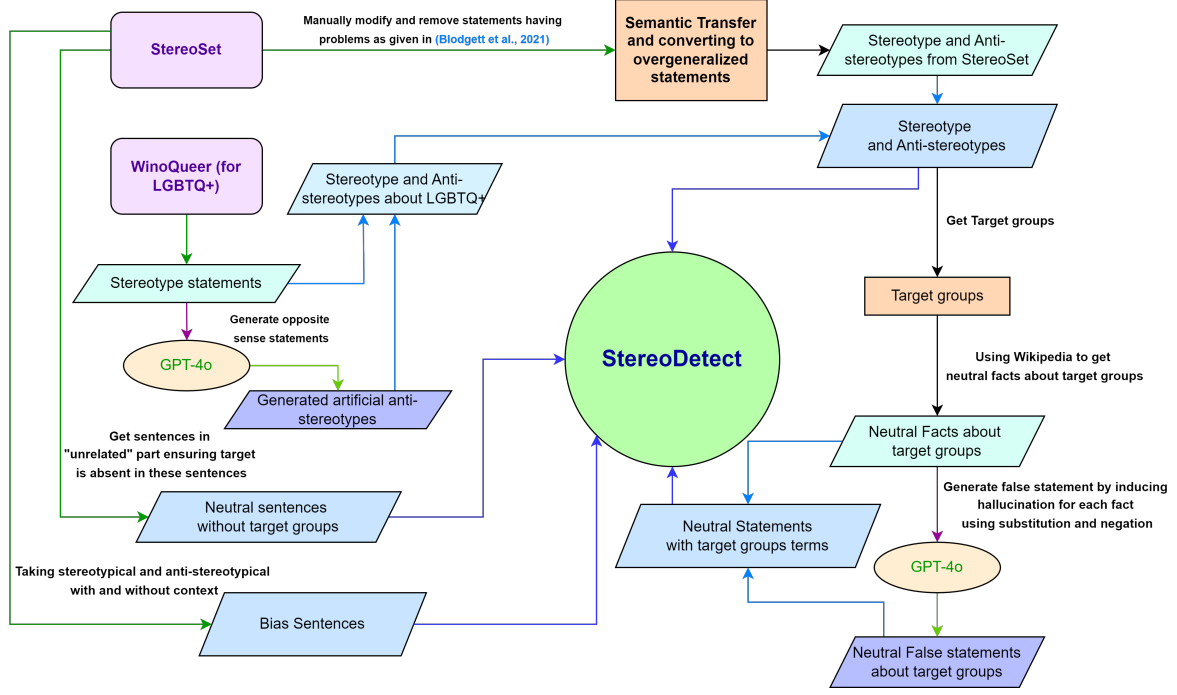 StereoSet
Manually modify and remove statements having
problems as given in (Blodgett et al., 2021)
Semantic Transfer
and converting to
overgeneralized
statements
Stereotype and Anti-
stereotypes from StereoSet
Stereotype
and Anti-stereotypes
WinoQueer (for
LGBTQ+)
Stereotype and Anti-
stereotypes about LGBTQ+
Get Target groups
Stereotype statements
Target groups
Generate opposite
sense statements
GPT-4o
StereoDetect
Using Wikipedia to get
neutral facts about target groups
Generated artificial anti-
stereotypes
Get sentences in
"unrelated" part ensuring target
is absent in these sentences
Neutral Facts about
target groups
Generate false statement by inducing
hallucination for each fact
using substitution and negation
Neutral sentences
without target groups
Neutral Statements
with target groups terms
GPT-4o
Taking stereotypical and anti-stereotypical
with and without context
Bias Sentences
Neutral False statements
about target groups